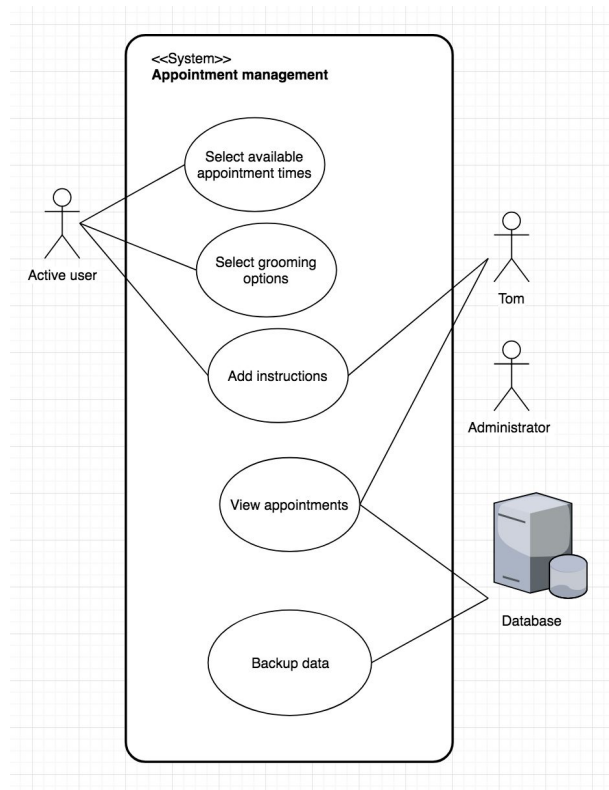 <<System>>
Appointment management
Select available
appointment times
Active user
Select grooming
options
Tom
Add instructions
Administrator
View appointments
Database
Backup data